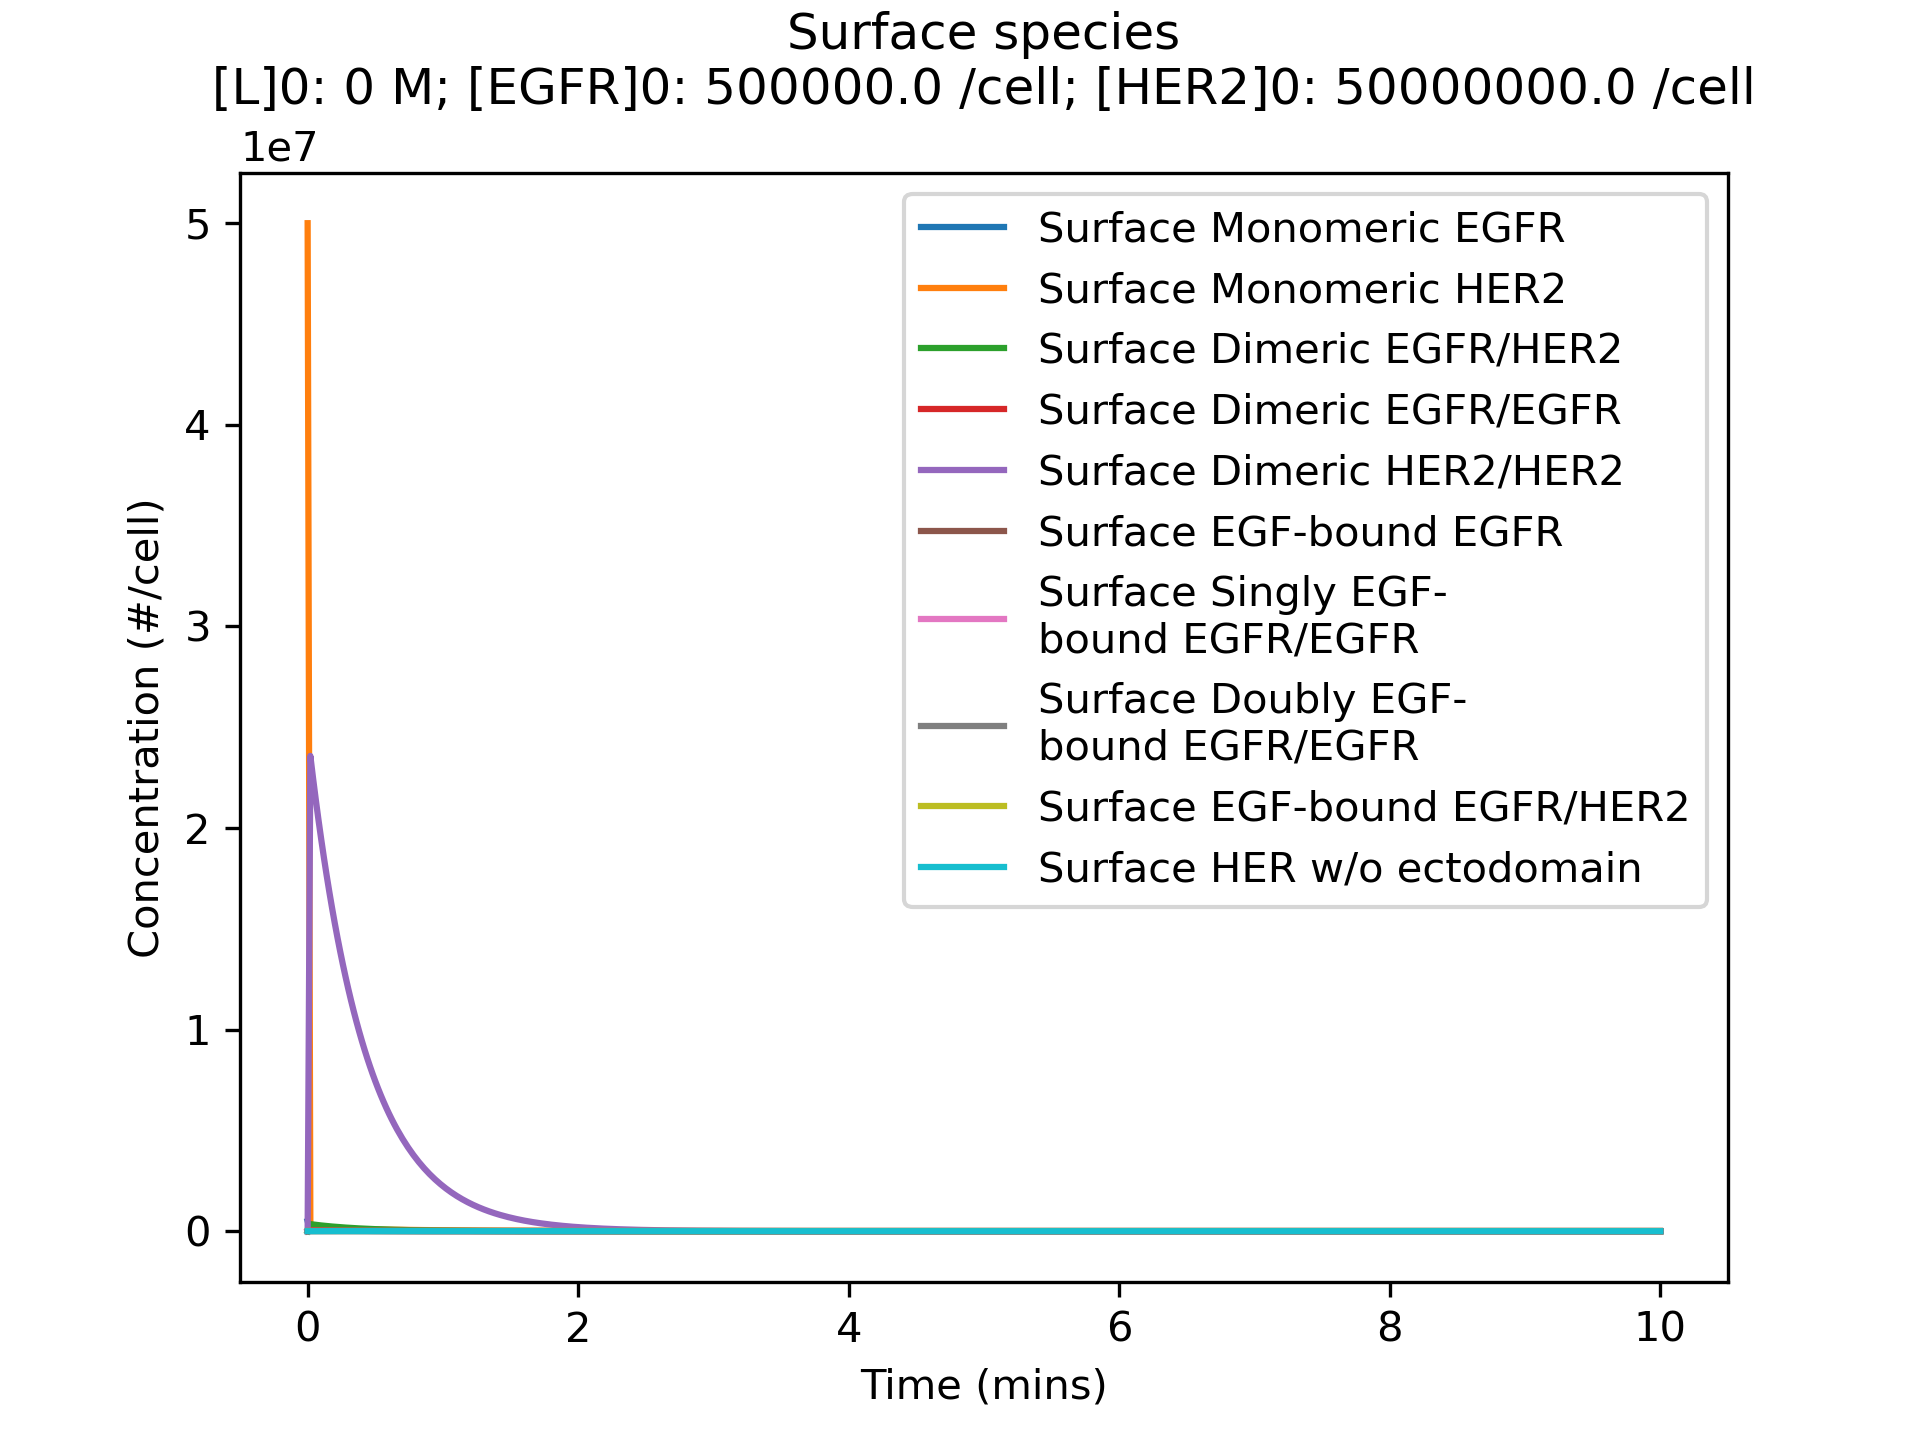 Surface species
[L]0: 0 M; [EGFR]0: 500000.0 /cell; [HER2]0: 50000000.0 /cell
1e7
5
4
3
2
1
0
Concentration (#/cell)
Surface Monomeric EGFR
Surface Monomeric HER2
Surface Dimeric EGFR/HER2
Surface Dimeric EGFR/EGFR
Surface Dimeric HER2/HER2
Surface EGF-bound EGFR
Surface Singly EGF-
bound EGFR/EGFR
Surface Doubly EGF-
bound EGFR/EGFR
Surface EGF-bound EGFR/HER2
Surface HER w/o ectodomain
0 2 4 6 8 10
Time (mins)